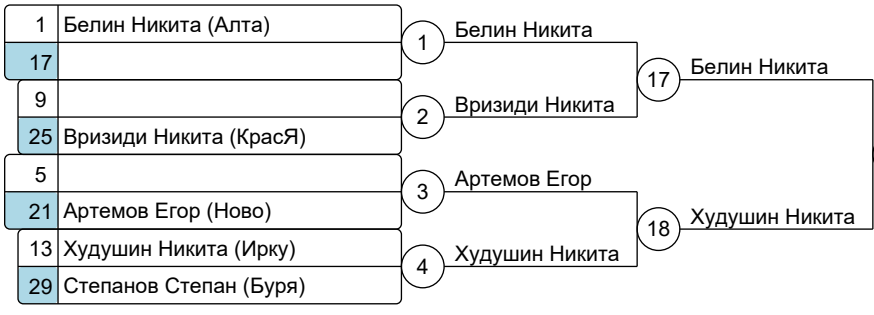 1 Белин Никита (Алта)
17
9
25 Вризиди Никита (КрасЯ)
5
21 Артемов Егор (Ново)
13 Худушин Никита (Ирку)
29 Степанов Степан (Буря)
1 Белин Никита
2 Вризиди Никита
3 Артемов Егор
4 Худушин Никита
17 Белин Никита
18 Худушин Никита